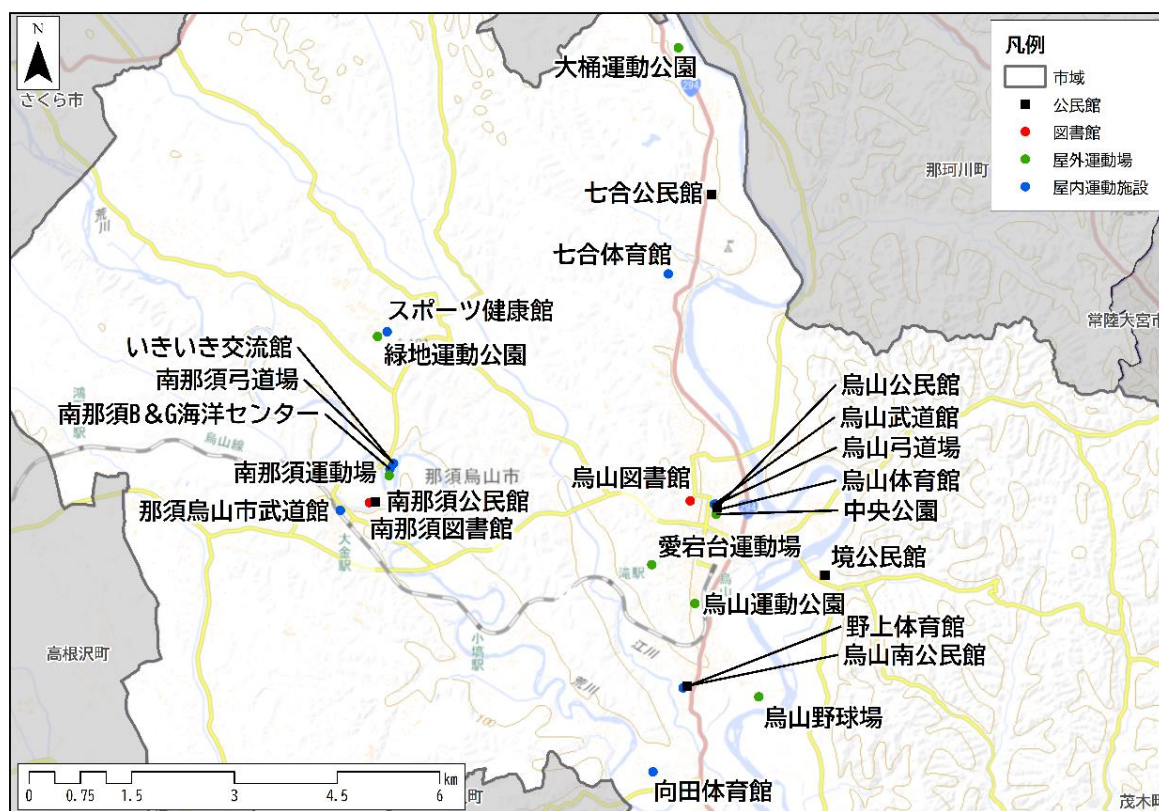 N
さくら市
大桶運動公園
294
凡例
市域
公民館
図書館
屋外運動場
屋内運動施設
那珂川町
七合公民館
荒川
七合体育館
スポーツ健康館
緑地運動公園
常陸大宮市
いきいき交流館
南那須弓道場
南那須B&G海洋センター
烏山線
南那須運動場
那須烏山市
那須烏山市武道館
南那須公民館
南那須図書館
大金駅
烏山公民館
烏山武道館
烏山弓道場
烏山体育館
中央公園
烏山図書館
愛宕台運動場
滝駅
境公民館
烏山運動公園
野上体育館
烏山南公民館
小塙駅
江川
荒川
100
高根沢町
烏山野球場
向田体育館
茂木町
km
0 0.75 1.5 3 4.5 6